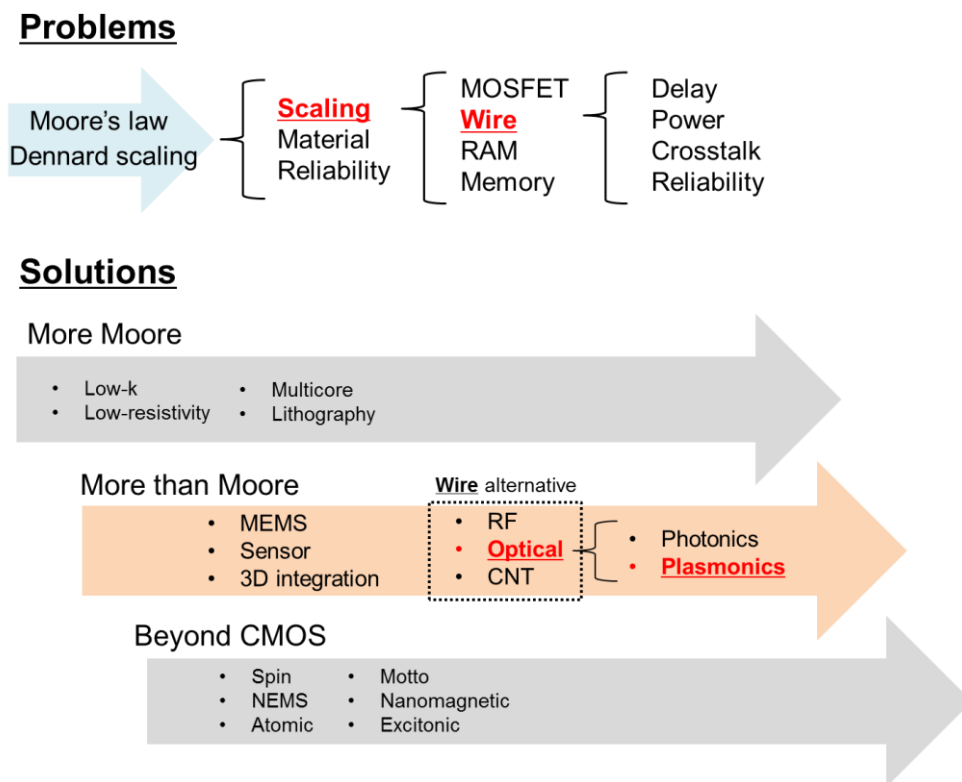 Problems
Moore's law
Dennard scaling
Scaling
Material
Reliability
MOSFET
Wire
RAM
Memory
Delay
Power
Crosstalk
Reliability
Solutions
More Moore
• Low-k
• Low-resistivity
• Multicore
• Lithography
More than Moore
• MEMS
• Sensor
• 3D integration
Wire alternative
• RF
• Optical
• CNT
• Photonics
• Plasmonics
Beyond CMOS
• Spin
• NEMS
• Atomic
• Motto
• Nanomagnetic
• Excitonic